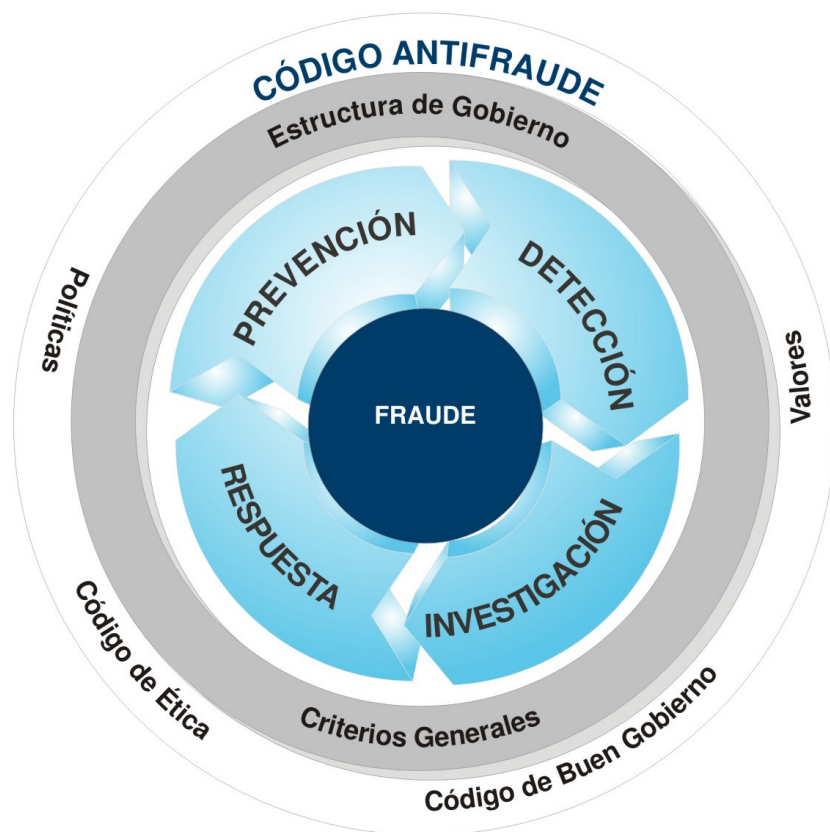 CÓDIGO ANTIFRAUDE
Estructura de Gobierno
PREVENCIÓN
DETECCIÓN
Políticas
Valores
FRAUDE
RESPUESTA
INVESTIGACIÓN
Código de Ética
Criterios Generales
Código de Buen Gobierno